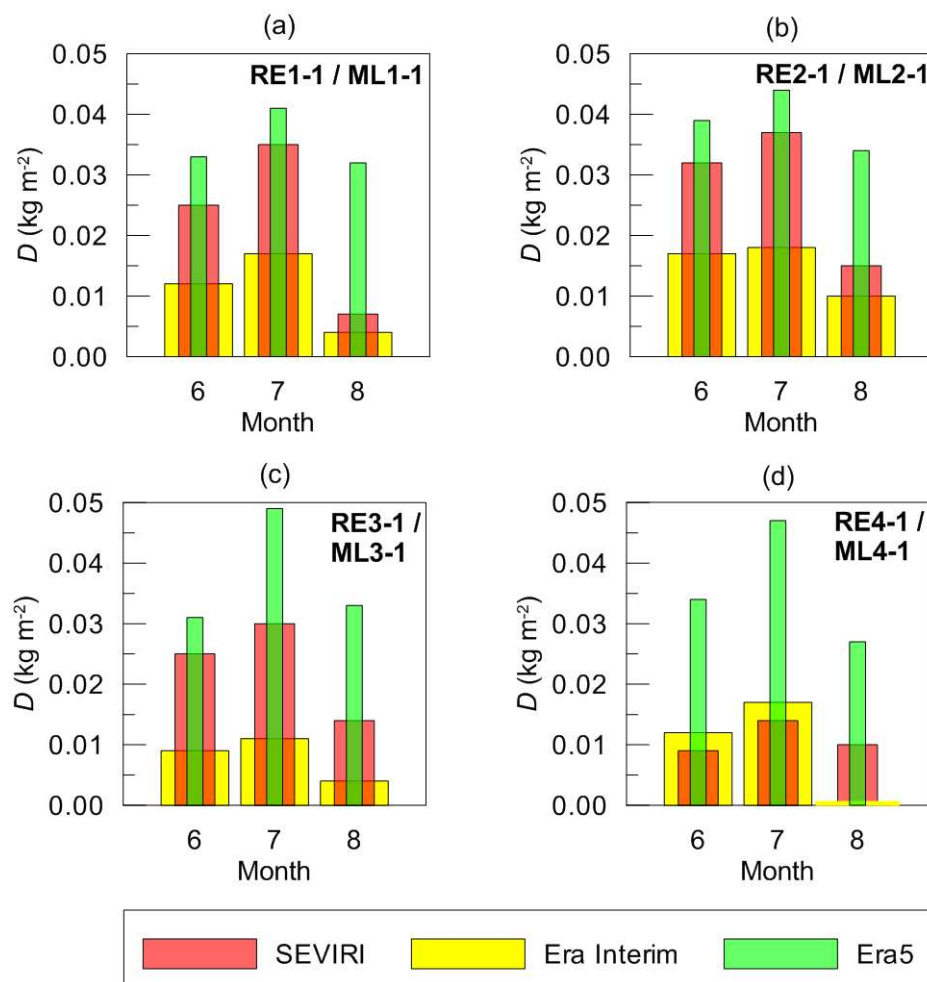 (a)
RE1-1 / ML1-1
0.05
0.04
0.03
0.02
0.01
0.00
D (kg m-2)
6 7 8
Month
(b)
RE2-1 / ML2-1
0.05
0.04
0.03
0.02
0.01
0.00
D (kg m-2)
6 7 8
Month
(c)
RE3-1 /
ML3-1
0.05
0.04
0.03
0.02
0.01
0.00
D (kg m-2)
6 7 8
Month
(d)
RE4-1 /
ML4-1
0.05
0.04
0.03
0.02
0.01
0.00
D (kg m-2)
6 7 8
Month
SEVIRI Era Interim Era5